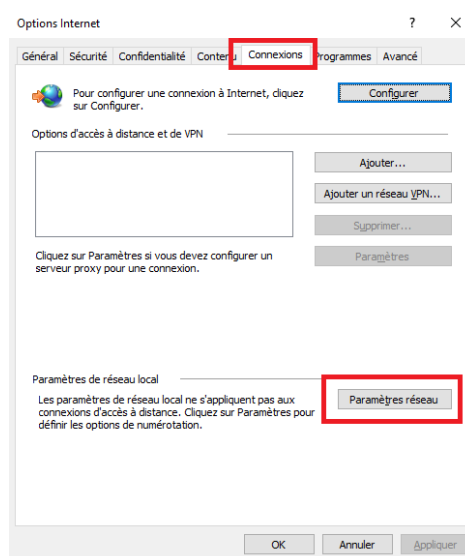 Options Internet ? ×
Général Sécurité Confidentialité Contenu Connexions Programmes Avancé
Pour configurer une connexion à Internet, cliquez
sur Configurer.
Configurer
Options d'accès à distance et de VPN
Ajouter...
Ajouter un réseau VPN...
Supprimer...
Cliquez sur Paramètres si vous devez configurer un
serveur proxy pour une connexion.
Paramètres
Paramètres de réseau local
Les paramètres de réseau local ne s'appliquent pas aux
connexions d'accès à distance. Cliquez sur Paramètres pour
définir les options de numérotation.
Paramètres réseau
OK Annuler Appliquer